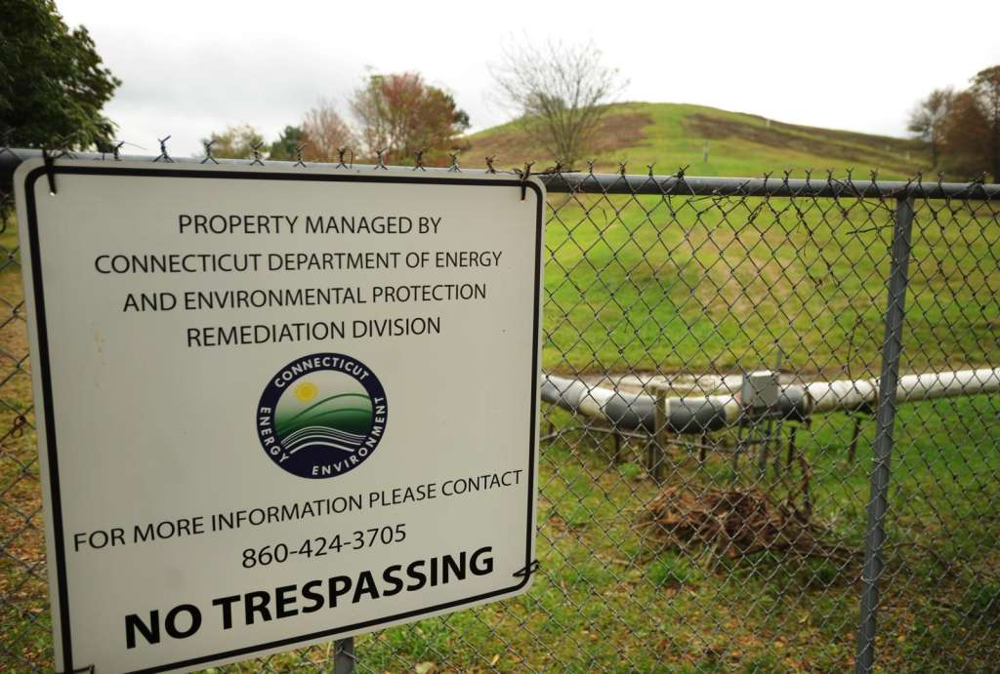 PROPERTY MANAGED BY
CONNECTICUT DEPARTMENT OF ENERGY
AND ENVIRONMENTAL PROTECTION
REMEDIATION DIVISION
CONNECTICUT
ENERGY
ENVIRONMENT
FOR MORE INFORMATION PLEASE CONTACT
860-424-3705
NO TRESPASSING